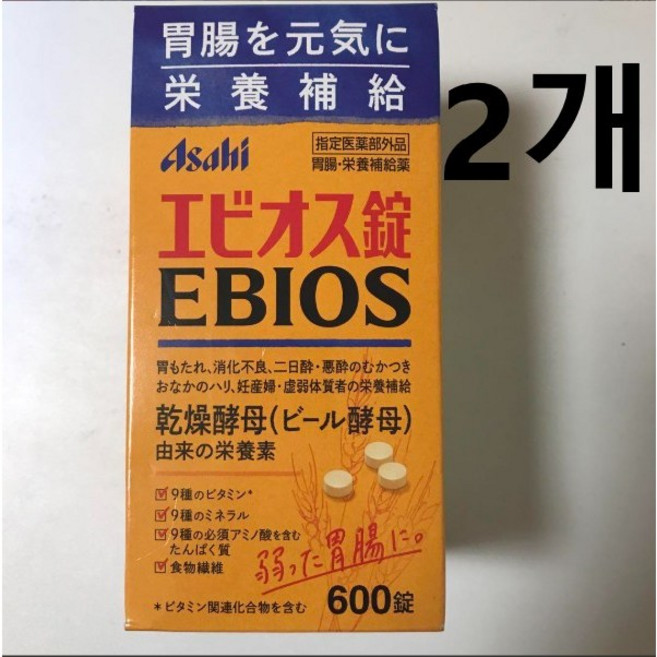 胃腸を元気に
栄養補給
2개
Asahi
指定医薬部外品
胃腸・栄養補給薬
エビオス錠
EBIOS
胃もたれ、消化不良、二日酔・悪酔のむかつき
おなかのハリ、妊産婦・虚弱体質者の栄養補給
乾燥酵母(ビール酵母)
由来の栄養素
9種のビタミン*
9種のミネラル
9種の必須アミノ酸を含む
たんぱく質
食物繊維
弱った胃腸に。
*ビタミン関連化合物を含む
600錠